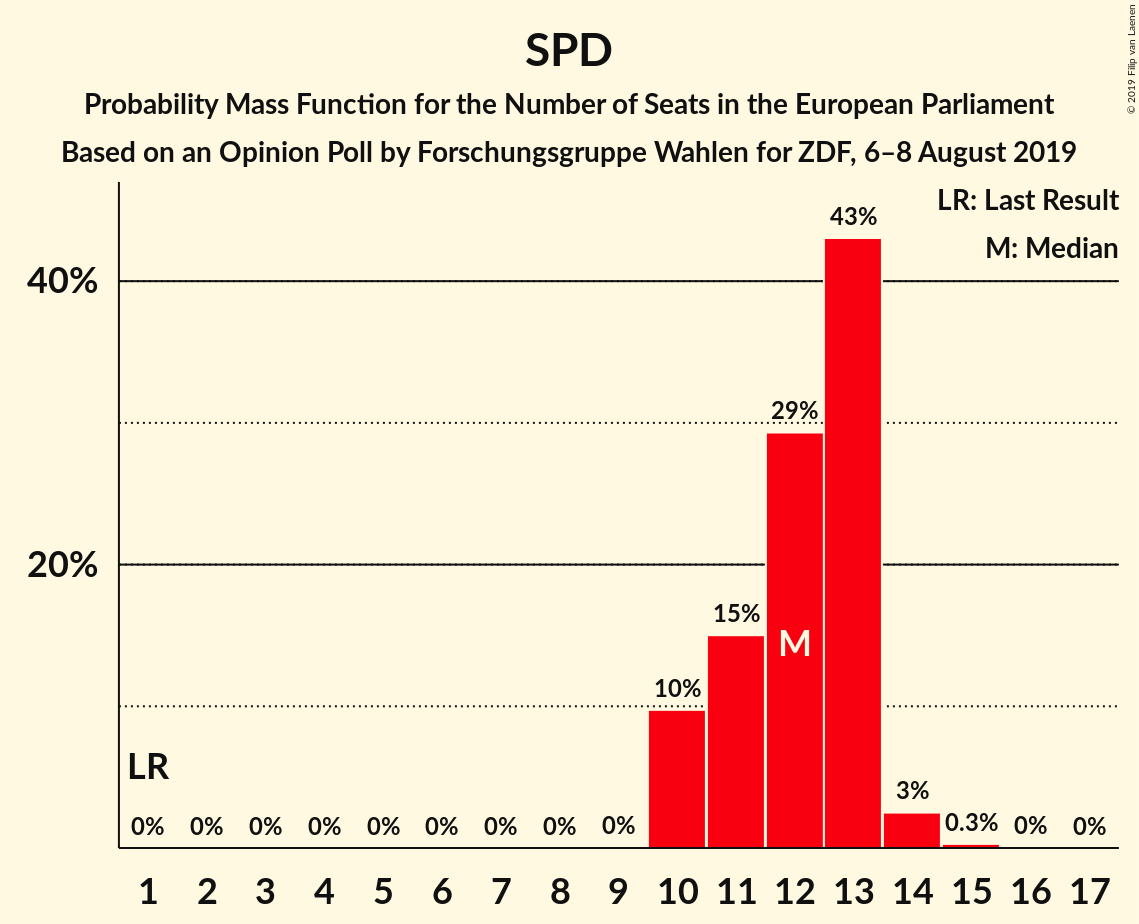 SPD
Probability Mass Function for the Number of Seats in the European Parliament
Based on an Opinion Poll by Forschungsgruppe Wahlen for ZDF, 6–8 August 2019
© 2019 Filip van Laenen
LR: Last Result
M: Median
43%
40%
29%
20%
15%
M
10%
LR
3%
0% 0% 0% 0% 0% 0% 0% 0% 0% 0.3% 0% 0%
1 2 3 4 5 6 7 8 9 10 11 12 13 14 15 16 17